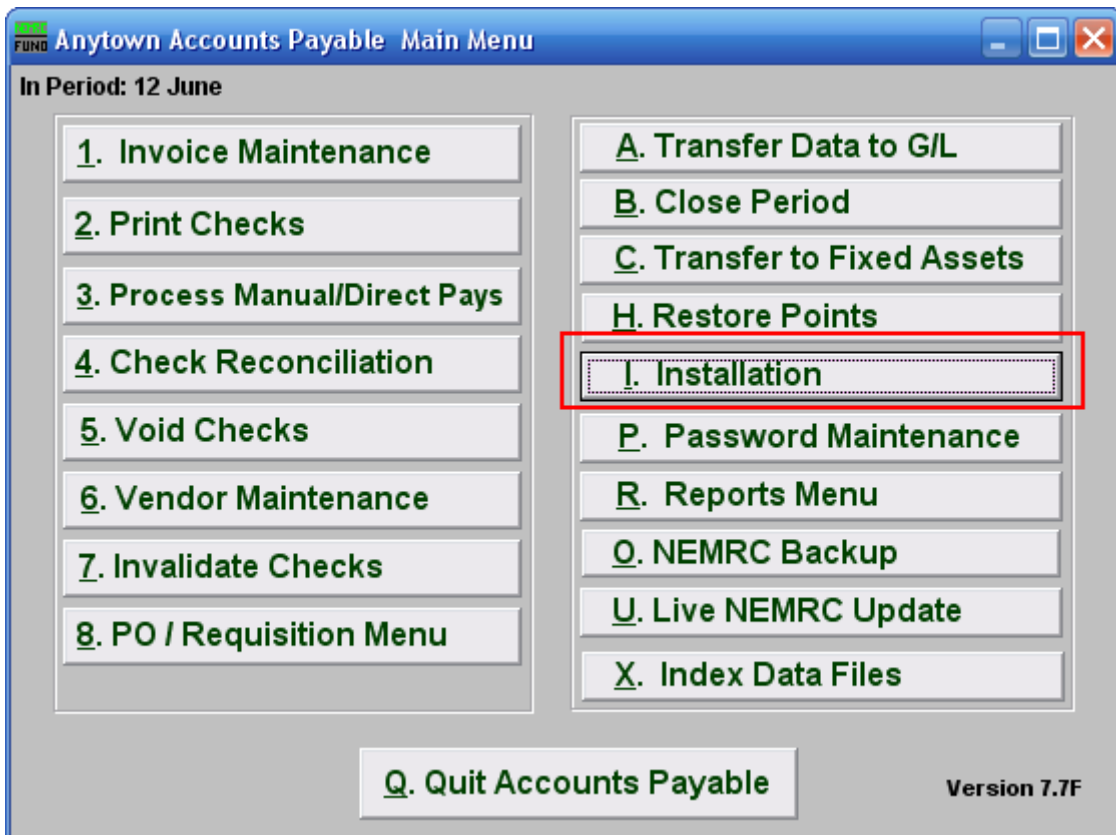 NEMRC
FUND Anytown Accounts Payable Main Menu
In Period: 12 June
1. Invoice Maintenance
2. Print Checks
3. Process Manual/Direct Pays
4. Check Reconciliation
5. Void Checks
6. Vendor Maintenance
7. Invalidate Checks
8. PO / Requisition Menu
A. Transfer Data to G/L
B. Close Period
C. Transfer to Fixed Assets
H. Restore Points
I. Installation
P. Password Maintenance
R. Reports Menu
O. NEMRC Backup
U. Live NEMRC Update
X. Index Data Files
Q. Quit Accounts Payable
Version 7.7F